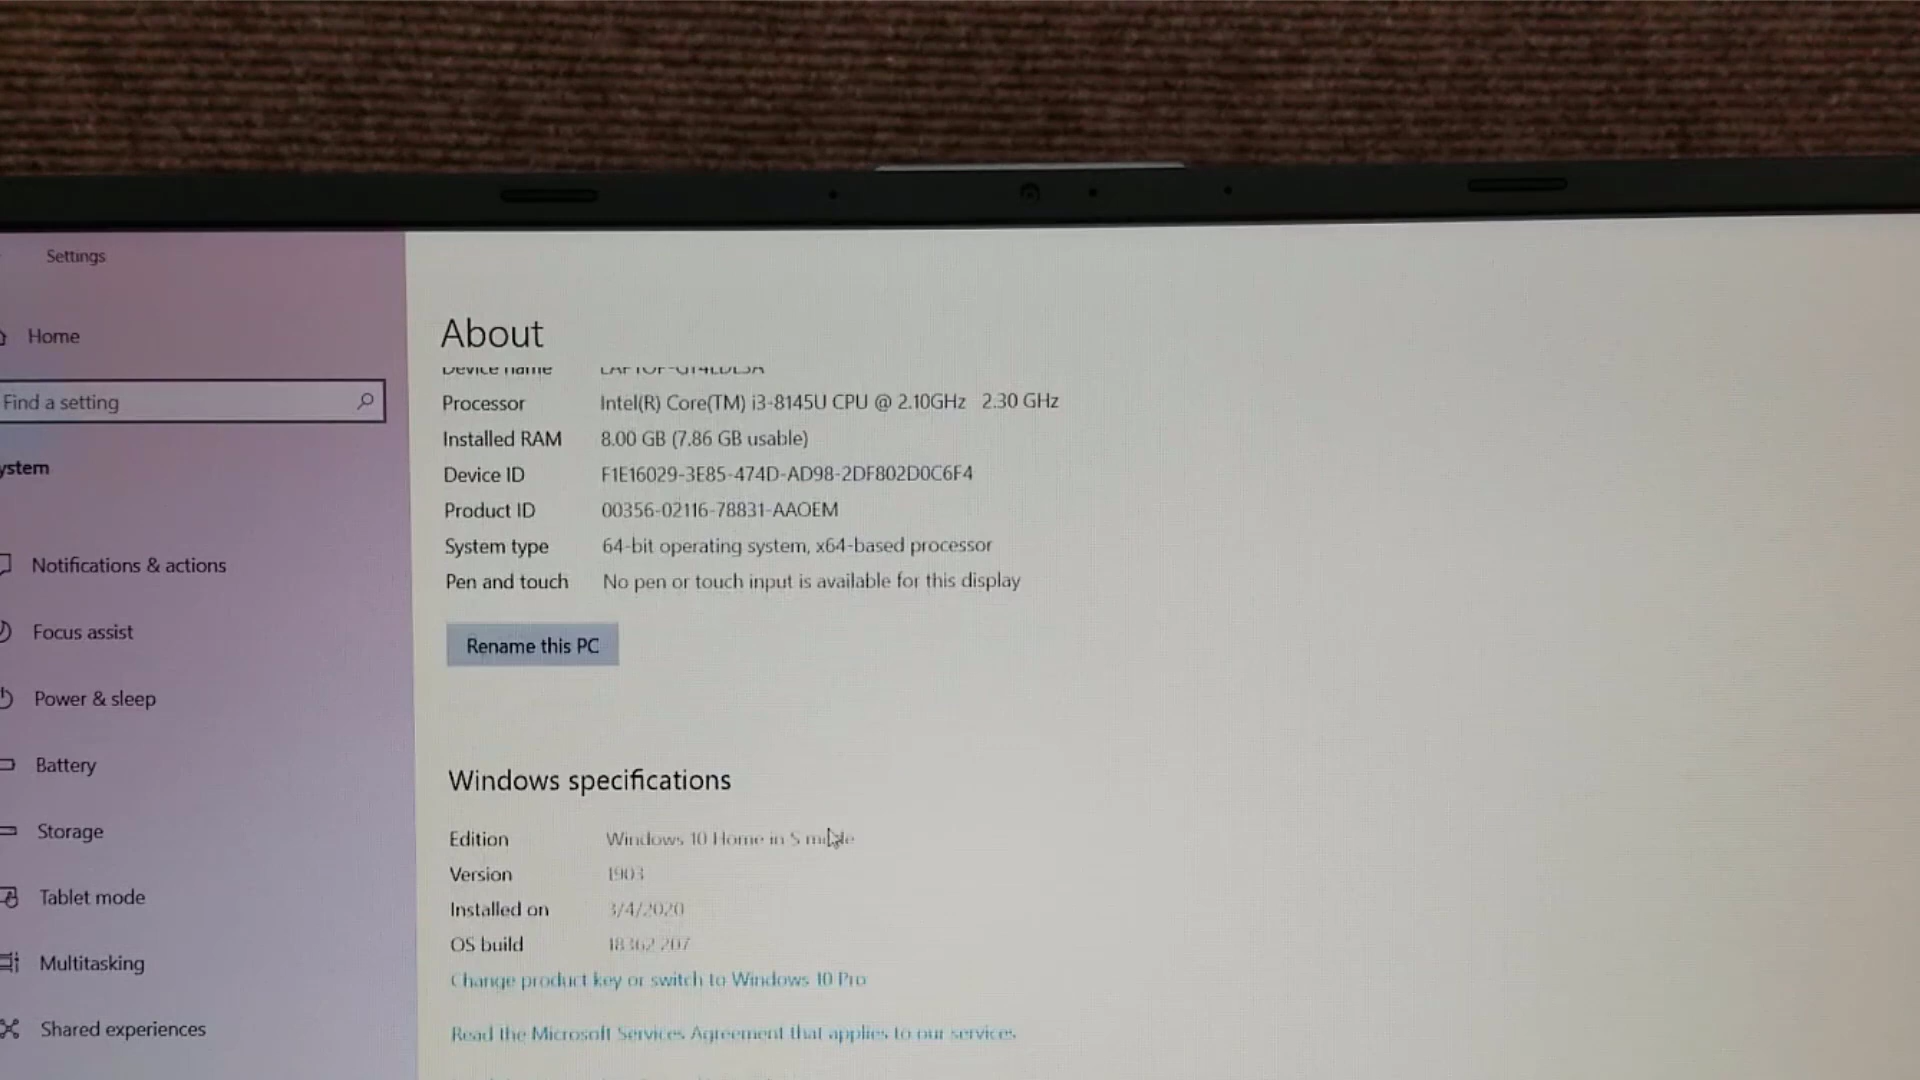 Settings
Home
Find a setting
ystem
Notifications & actions
Focus assist
Power & sleep
Battery
Storage
Tablet mode
Multitasking
Shared experiences
About
Device name
Processor Intel(R) Core(TM) i3-8145U CPU @ 2.10GHz 2.30 GHz
Installed RAM 8.00 GB (7.86 GB usable)
Device ID F1E16029-3E85-474D-AD98-2DF802D0C6F4
Product ID 00356-02116-78831-AAOEM
System type 64-bit operating system, x64-based processor
Pen and touch No pen or touch input is available for this display
Rename this PC
Windows specifications
Edition Windows 10 Home in S mode
Version 1903
Installed on 3/4/2020
OS build 18362.207
Change product key or switch to Windows 10 Pro
Read the Microsoft Services Agreement that applies to our services